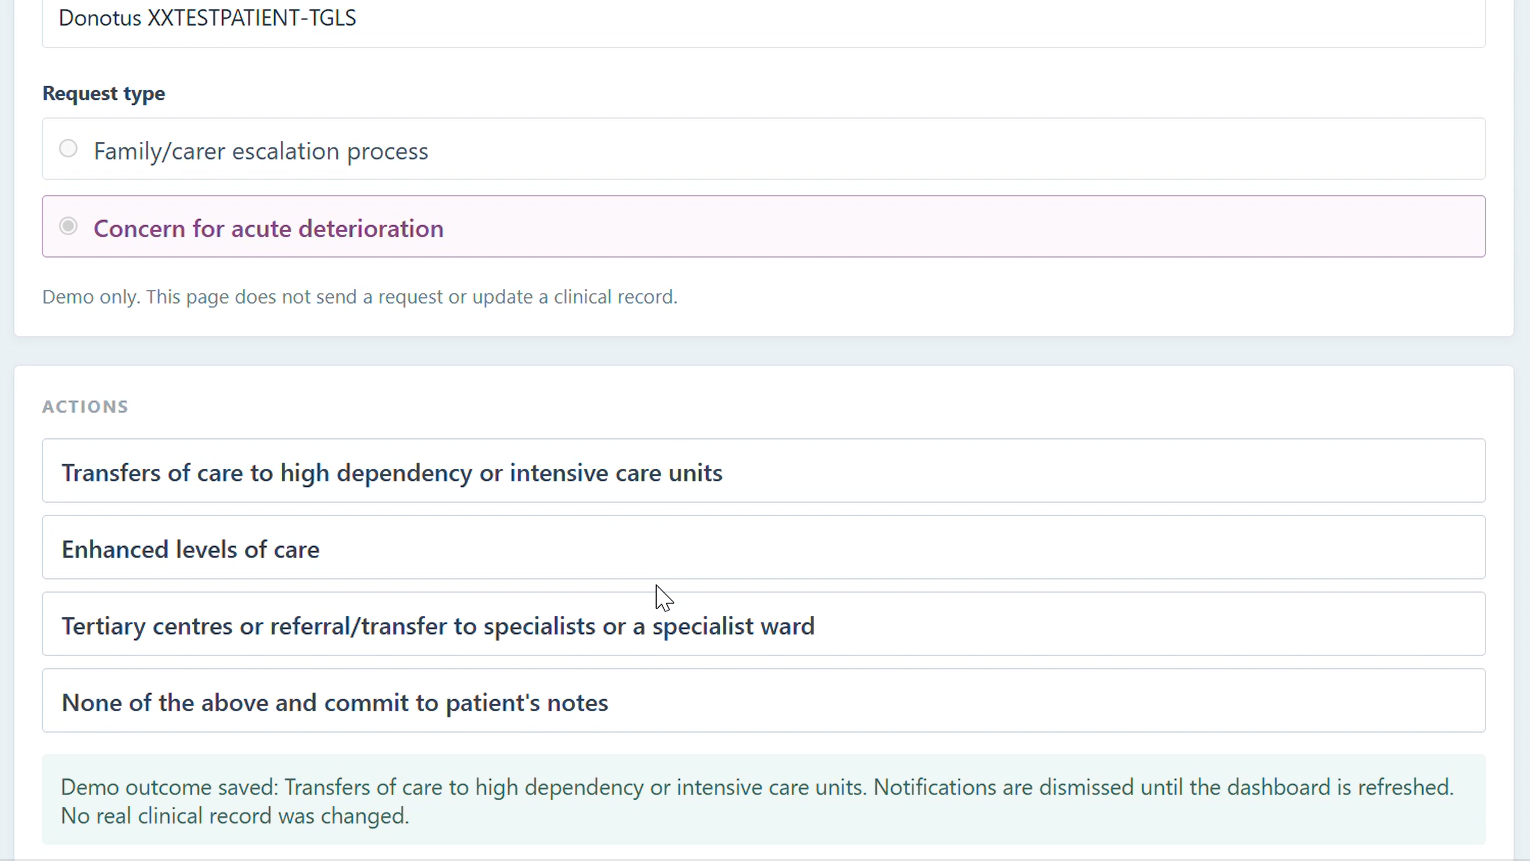 Donotus XXTESTPATIENT-TGLS
Request type
Family/carer escalation process
Concern for acute deterioration
Demo only. This page does not send a request or update a clinical record.
ACTIONS
Transfers of care to high dependency or intensive care units
Enhanced levels of care
Tertiary centres or referral/transfer to specialists or a specialist ward
None of the above and commit to patient's notes
Demo outcome saved: Transfers of care to high dependency or intensive care units. Notifications are dismissed until the dashboard is refreshed.
No real clinical record was changed.